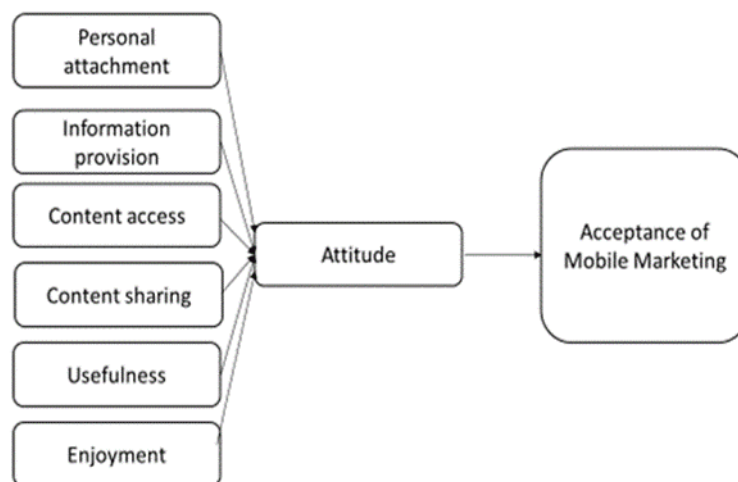 Personal
attachment
Information
provision
Content access
Content sharing
Usefulness
Enjoyment
Attitude
Acceptance of
Mobile Marketing